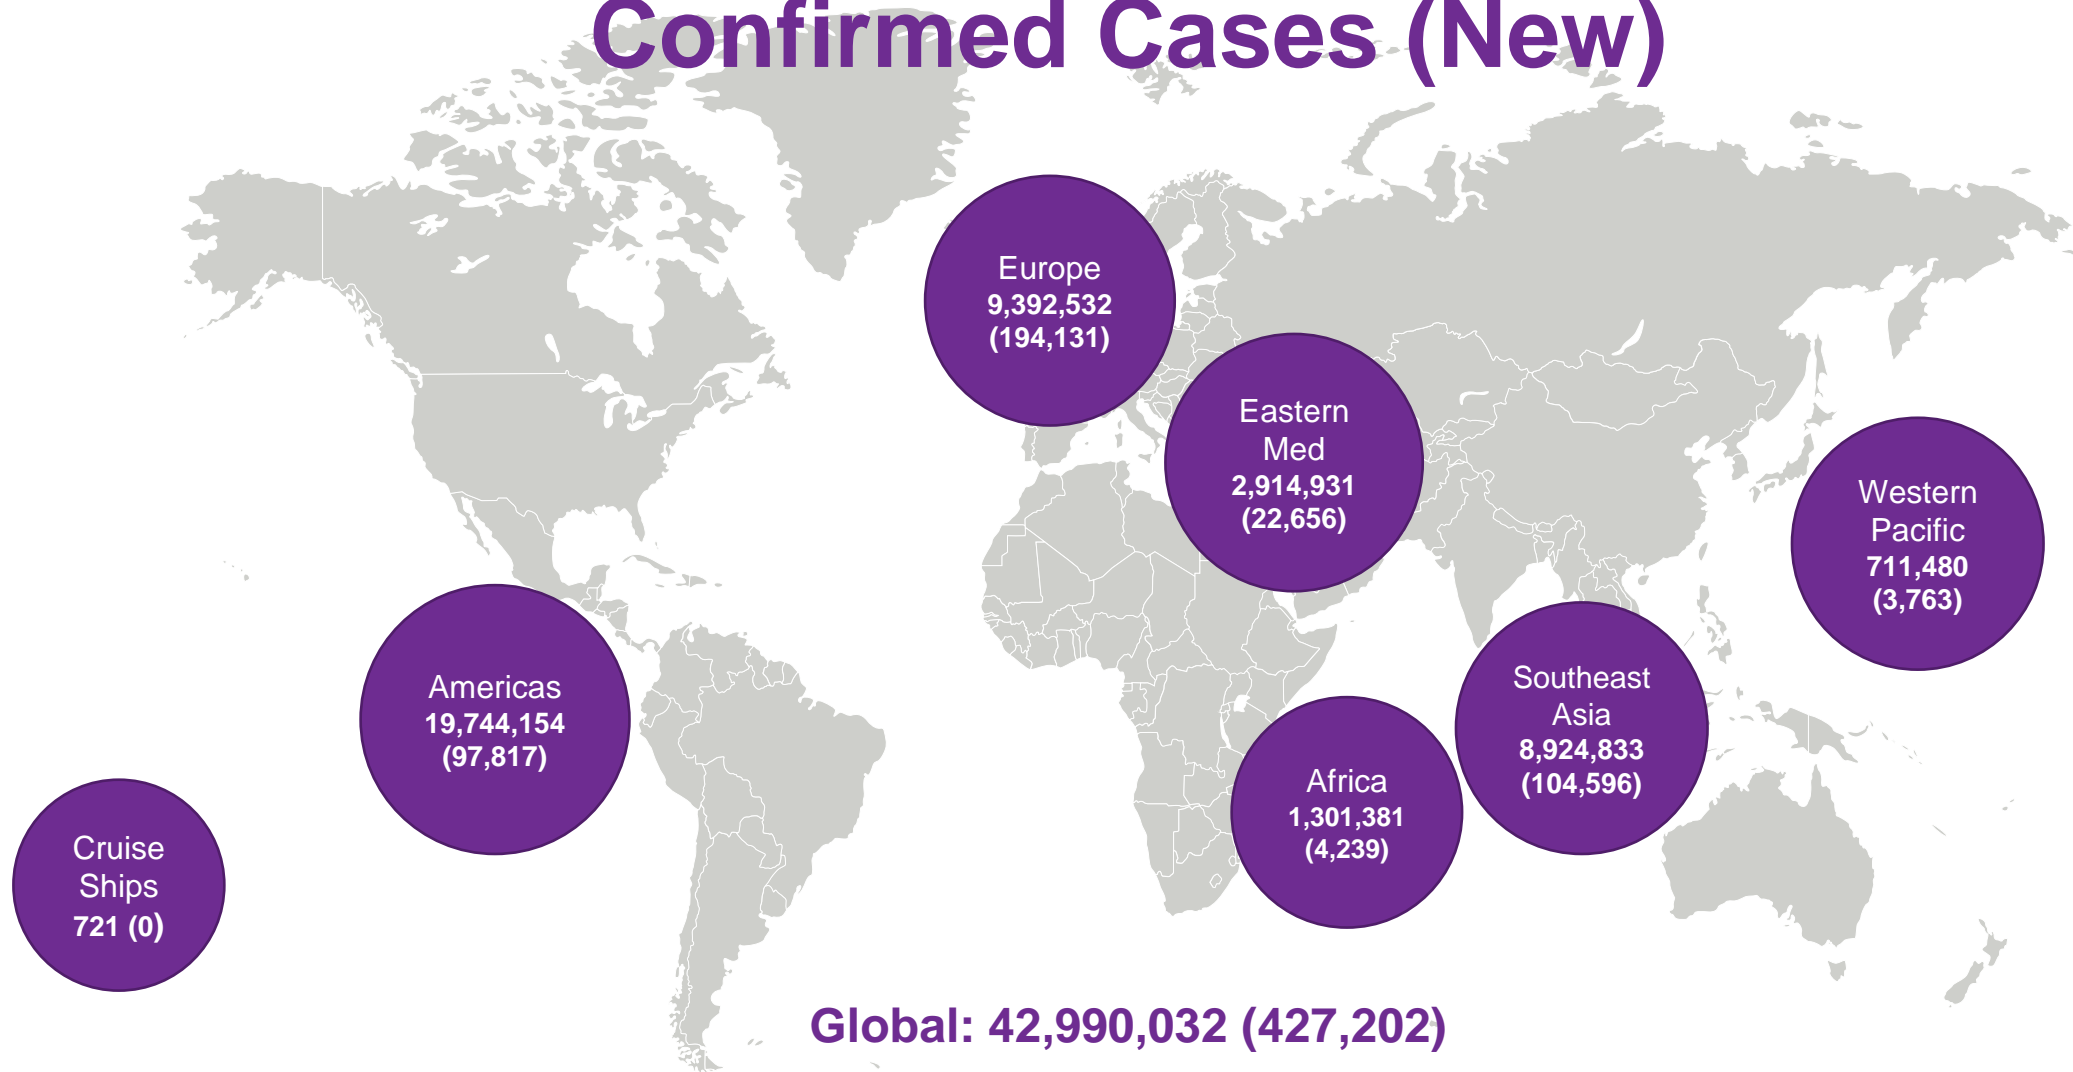 Confirmed Cases (New)
Europe
9,392,532
(194,131)
Eastern
Med
2,914,931
(22,656)
Western
Pacific
711,480
(3,763)
Americas
19,744,154
(97,817)
Southeast
Asia
8,924,833
(104,596)
Africa
1,301,381
(4,239)
Cruise
Ships
721 (0)
Global: 42,990,032 (427,202)